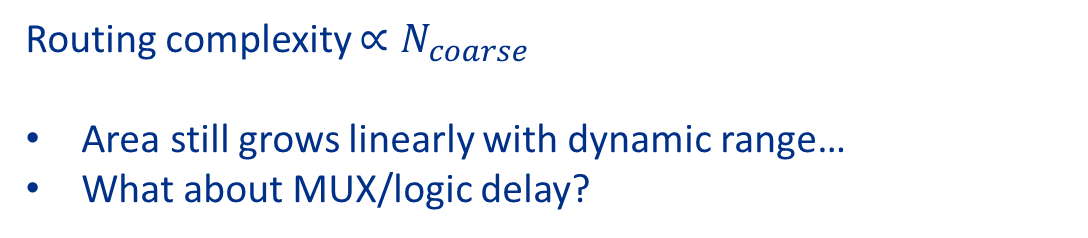 Routing complexity ∝ N_coarse
• Area still grows linearly with dynamic range…
• What about MUX/logic delay?